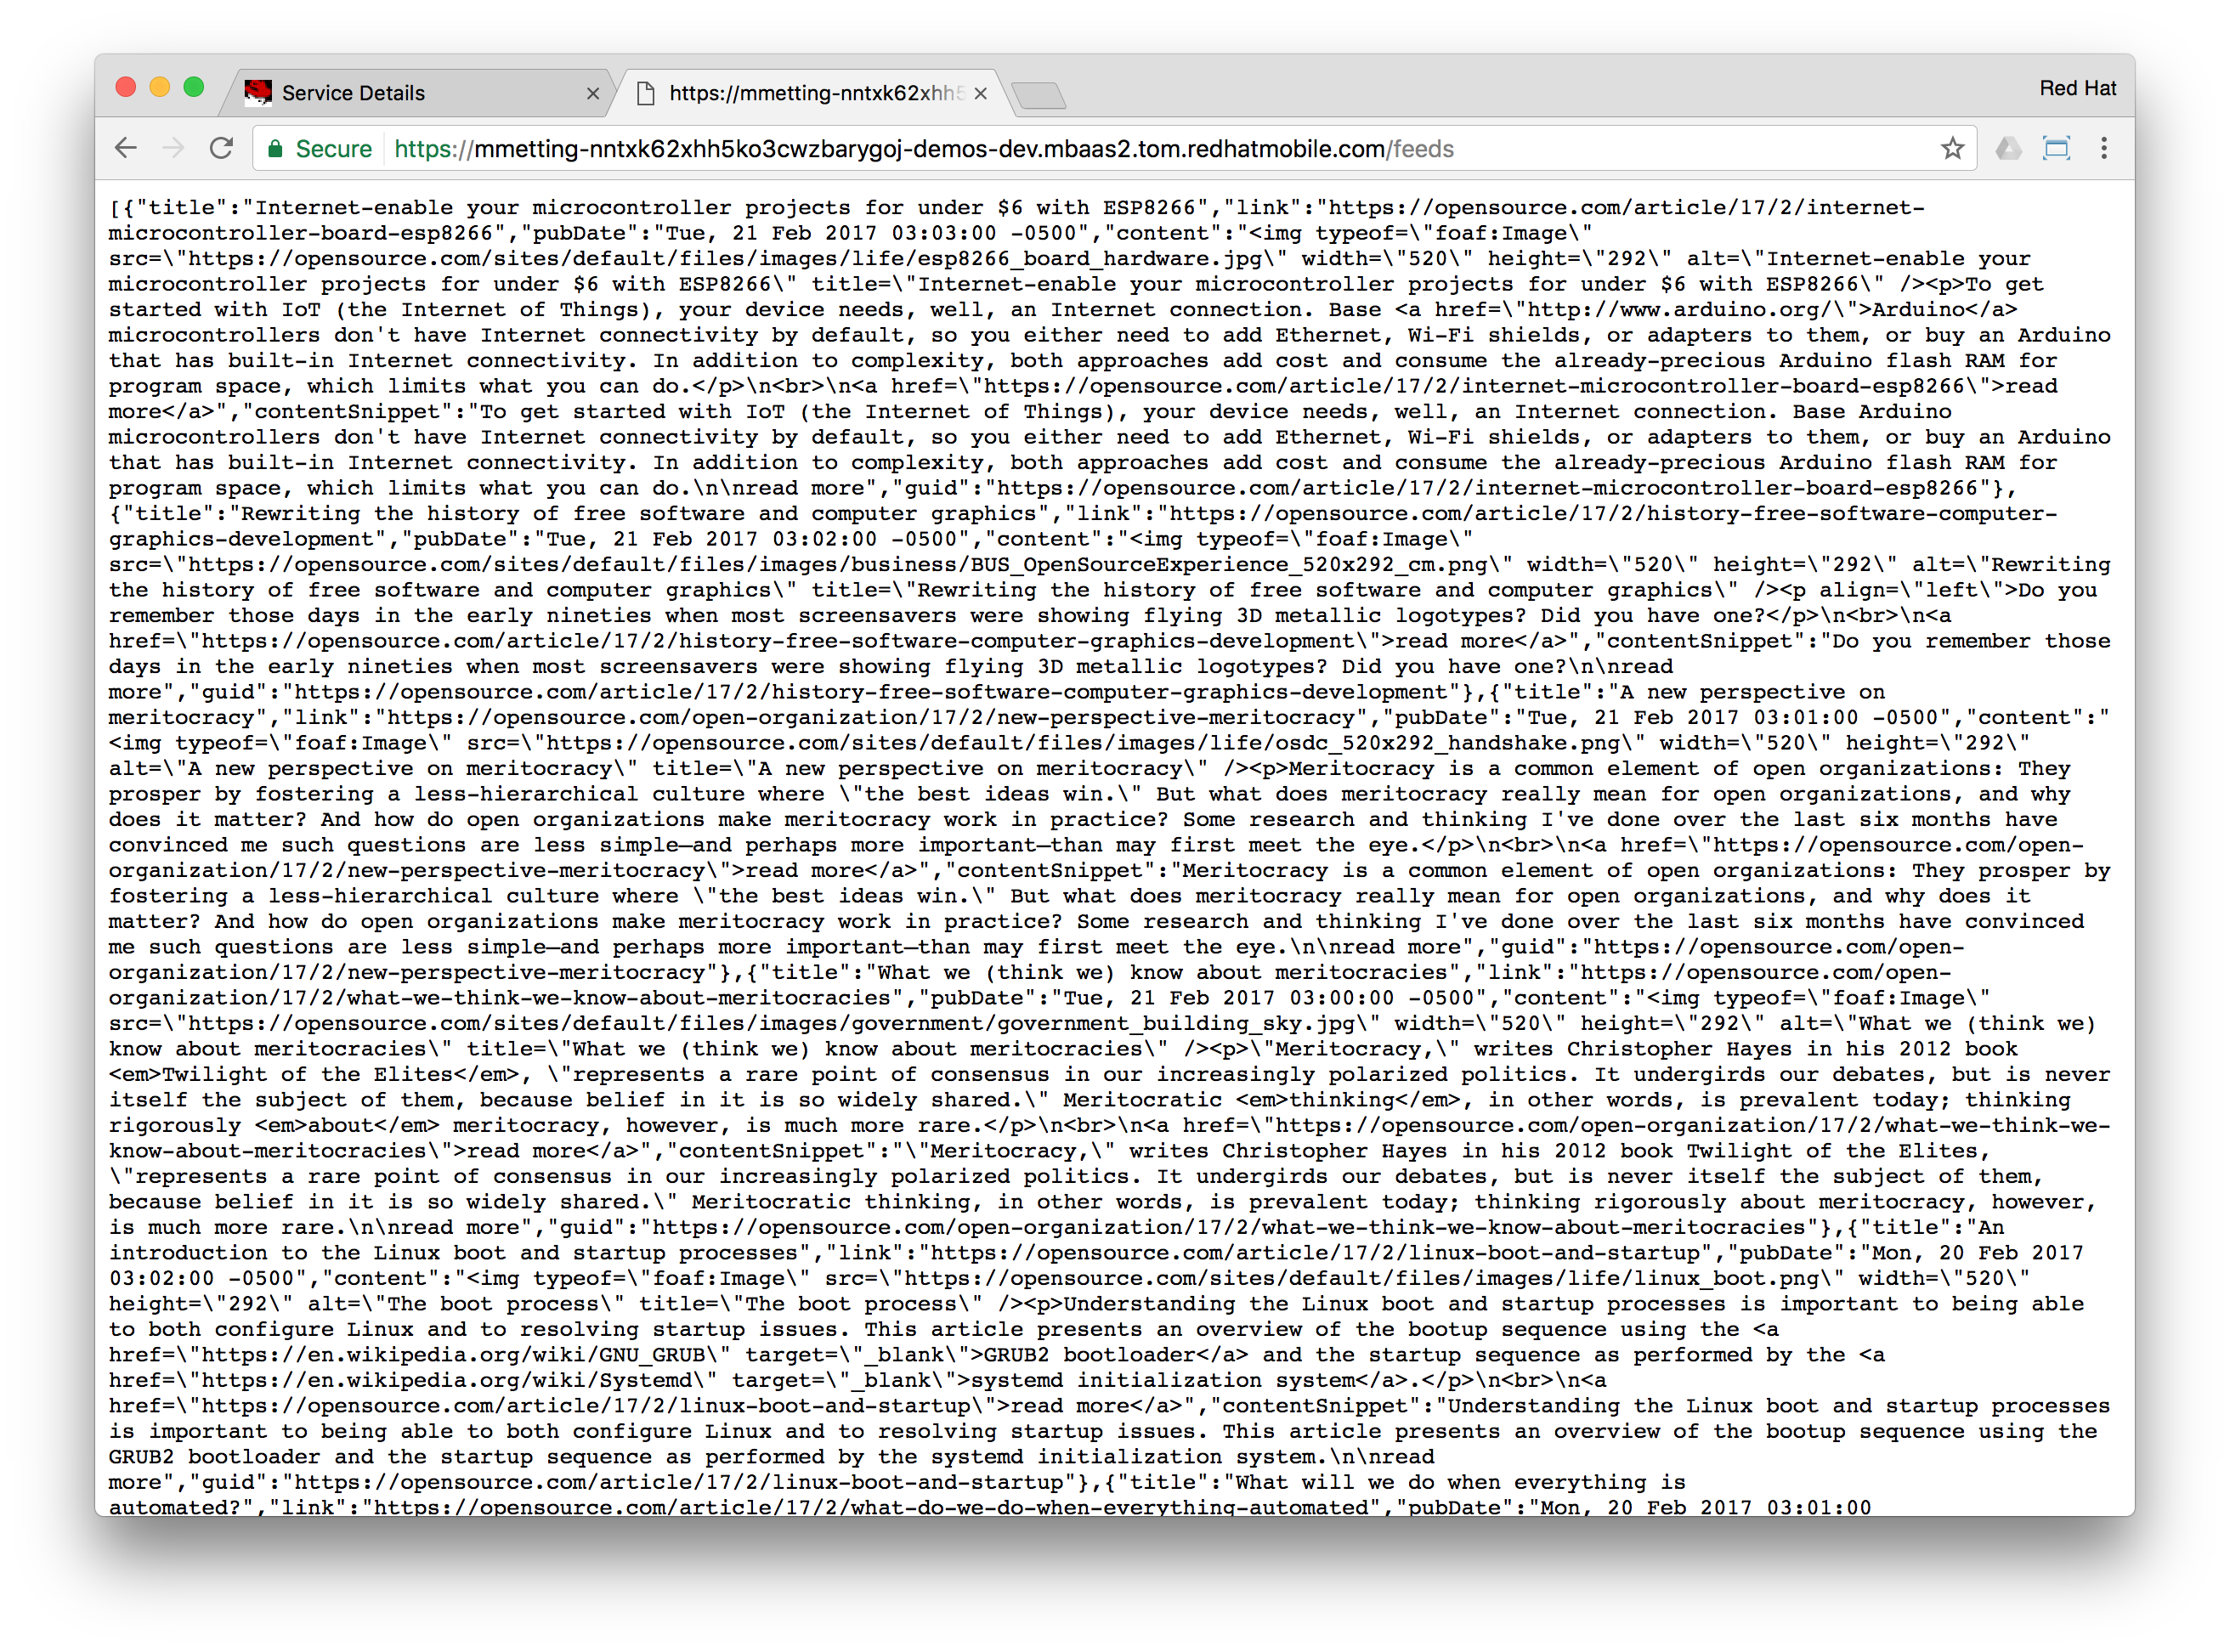 Service Details
https://mmetting-nntxk62xhh5
Red Hat
Secure https://mmetting-nntxk62xhh5ko3cwzbarygoj-demos-dev.mbaas2.tom.redhatmobile.com/feeds
[{"title":"Internet-enable your microcontroller projects for under $6 with ESP8266","link":"https://opensource.com/article/17/2/internet-
microcontroller-board-esp8266","pubDate":"Tue, 21 Feb 2017 03:03:00 -0500","content":"<img typeof=\"foaf:Image\"
src=\"https://opensource.com/sites/default/files/images/life/esp8266_board_hardware.jpg\" width=\"520\" height=\"292\" alt=\"Internet-enable your
microcontroller projects for under $6 with ESP8266\" title=\"Internet-enable your microcontroller projects for under $6 with ESP8266\" /><p>To get
started with IoT (the Internet of Things), your device needs, well, an Internet connection. Base <a href=\"http://www.arduino.org/\">Arduino</a>
microcontrollers don't have Internet connectivity by default, so you either need to add Ethernet, Wi-Fi shields, or adapters to them, or buy an Arduino
that has built-in Internet connectivity. In addition to complexity, both approaches add cost and consume the already-precious Arduino flash RAM for
program space, which limits what you can do.</p>\n<br>\n<a href=\"https://opensource.com/article/17/2/internet-microcontroller-board-esp8266\">read
more</a>","contentSnippet":"To get started with IoT (the Internet of Things), your device needs, well, an Internet connection. Base Arduino
microcontrollers don't have Internet connectivity by default, so you either need to add Ethernet, Wi-Fi shields, or adapters to them, or buy an Arduino
that has built-in Internet connectivity. In addition to complexity, both approaches add cost and consume the already-precious Arduino flash RAM for
program space, which limits what you can do.\n\nread more","guid":"https://opensource.com/article/17/2/internet-microcontroller-board-esp8266"},
{"title":"Rewriting the history of free software and computer graphics","link":"https://opensource.com/article/17/2/history-free-software-computer-
graphics-development","pubDate":"Tue, 21 Feb 2017 03:02:00 -0500","content":"<img typeof=\"foaf:Image\"
src=\"https://opensource.com/sites/default/files/images/business/BUS_OpenSourceExperience_520x292_cm.png\" width=\"520\" height=\"292\" alt=\"Rewriting
the history of free software and computer graphics\" title=\"Rewriting the history of free software and computer graphics\" /><p align=\"left\">Do you
remember those days in the early nineties when most screensavers were showing flying 3D metallic logotypes? Did you have one?</p>\n<br>\n<a
href=\"https://opensource.com/article/17/2/history-free-software-computer-graphics-development\">read more</a>","contentSnippet":"Do you remember those
days in the early nineties when most screensavers were showing flying 3D metallic logotypes? Did you have one?\n\nread
more","guid":"https://opensource.com/article/17/2/history-free-software-computer-graphics-development"},{"title":"A new perspective on
meritocracy","link":"https://opensource.com/open-organization/17/2/new-perspective-meritocracy","pubDate":"Tue, 21 Feb 2017 03:01:00 -0500","content":"
<img typeof=\"foaf:Image\" src=\"https://opensource.com/sites/default/files/images/life/osdc_520x292_handshake.png\" width=\"520\" height=\"292\"
alt=\"A new perspective on meritocracy\" title=\"A new perspective on meritocracy\" /><p>Meritocracy is a common element of open organizations: They
prosper by fostering a less-hierarchical culture where \"the best ideas win.\" But what does meritocracy really mean for open organizations, and why
does it matter? And how do open organizations make meritocracy work in practice? Some research and thinking I've done over the last six months have
convinced me such questions are less simple—and perhaps more important—than may first meet the eye.</p>\n<br>\n<a href=\"https://opensource.com/open-
organization/17/2/new-perspective-meritocracy\">read more</a>","contentSnippet":"Meritocracy is a common element of open organizations: They prosper by
fostering a less-hierarchical culture where \"the best ideas win.\" But what does meritocracy really mean for open organizations, and why does it
matter? And how do open organizations make meritocracy work in practice? Some research and thinking I've done over the last six months have convinced
me such questions are less simple—and perhaps more important—than may first meet the eye.\n\nread more","guid":"https://opensource.com/open-
organization/17/2/new-perspective-meritocracy"},{"title":"What we (think we) know about meritocracies","link":"https://opensource.com/open-
organization/17/2/what-we-think-we-know-about-meritocracies","pubDate":"Tue, 21 Feb 2017 03:00:00 -0500","content":"<img typeof=\"foaf:Image\"
src=\"https://opensource.com/sites/default/files/images/government/government_building_sky.jpg\" width=\"520\" height=\"292\" alt=\"What we (think we)
know about meritocracies\" title=\"What we (think we) know about meritocracies\" /><p>\"Meritocracy,\" writes Christopher Hayes in his 2012 book
<em>Twilight of the Elites</em>, \"represents a rare point of consensus in our increasingly polarized politics. It undergirds our debates, but is never
itself the subject of them, because belief in it is so widely shared.\" Meritocratic <em>thinking</em>, in other words, is prevalent today; thinking
rigorously <em>about</em> meritocracy, however, is much more rare.</p>\n<br>\n<a href=\"https://opensource.com/open-organization/17/2/what-we-think-we-
know-about-meritocracies\">read more</a>","contentSnippet":"\"Meritocracy,\" writes Christopher Hayes in his 2012 book Twilight of the Elites,
\"represents a rare point of consensus in our increasingly polarized politics. It undergirds our debates, but is never itself the subject of them,
because belief in it is so widely shared.\" Meritocratic thinking, in other words, is prevalent today; thinking rigorously about meritocracy, however,
is much more rare.\n\nread more","guid":"https://opensource.com/open-organization/17/2/what-we-think-we-know-about-meritocracies"},{"title":"An
introduction to the Linux boot and startup processes","link":"https://opensource.com/article/17/2/linux-boot-and-startup","pubDate":"Mon, 20 Feb 2017
03:02:00 -0500","content":"<img typeof=\"foaf:Image\" src=\"https://opensource.com/sites/default/files/images/life/linux_boot.png\" width=\"520\"
height=\"292\" alt=\"The boot process\" title=\"The boot process\" /><p>Understanding the Linux boot and startup processes is important to being able
to both configure Linux and to resolving startup issues. This article presents an overview of the bootup sequence using the <a
href=\"https://en.wikipedia.org/wiki/GNU_GRUB\" target=\"_blank\">GRUB2 bootloader</a> and the startup sequence as performed by the <a
href=\"https://en.wikipedia.org/wiki/Systemd\" target=\"_blank\">systemd initialization system</a>.</p>\n<br>\n<a
href=\"https://opensource.com/article/17/2/linux-boot-and-startup\">read more</a>","contentSnippet":"Understanding the Linux boot and startup processes
is important to being able to both configure Linux and to resolving startup issues. This article presents an overview of the bootup sequence using the
GRUB2 bootloader and the startup sequence as performed by the systemd initialization system.\n\nread
more","guid":"https://opensource.com/article/17/2/linux-boot-and-startup"},{"title":"What will we do when everything is
automated?","link":"https://opensource.com/article/17/2/what-do-we-do-when-everything-automated","pubDate":"Mon, 20 Feb 2017 03:01:00